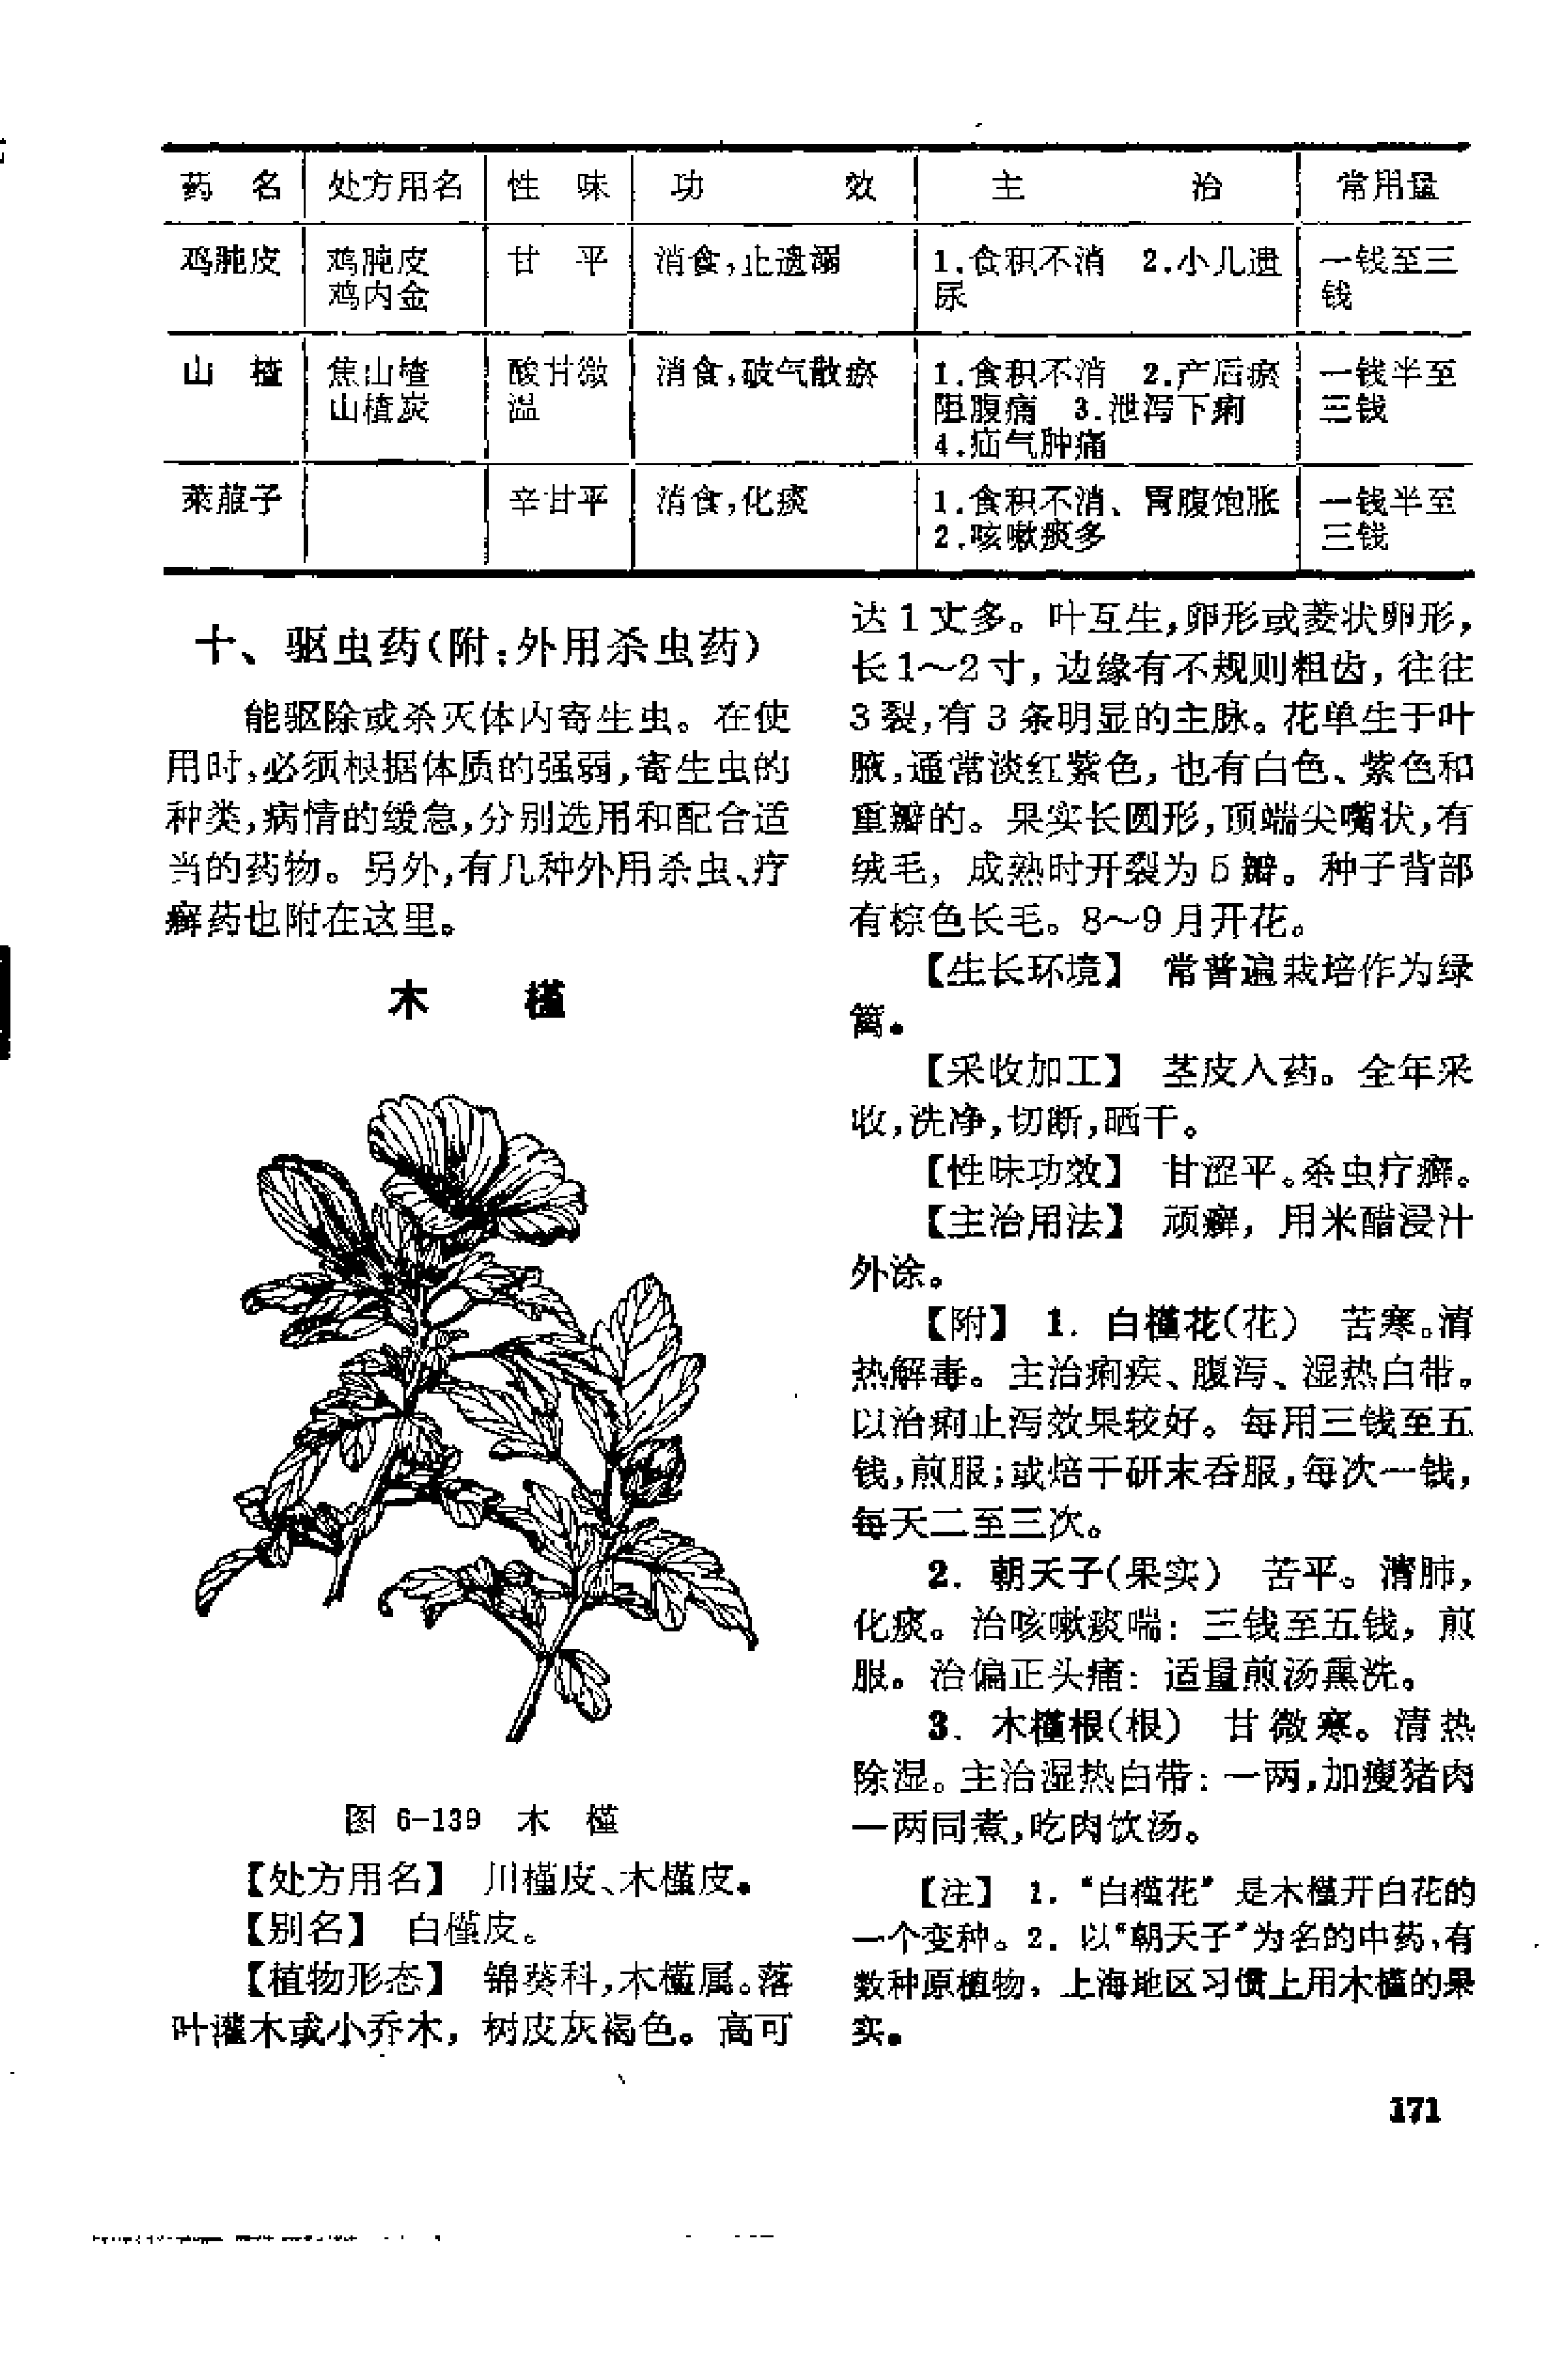 药 名 处方用名 性 味 功 效 主 治 常用量
鸡肫皮 鸡肫皮 甘 平 消食,止遗溺 1.食积不消 2.小儿遗 一钱至三
鸡内金 尿 钱
山 楂 焦山楂 酸甘微 消食,破气散瘀 1.食积不消 2.产后瘀 一钱半至
山楂炭 温 阻腹痛 3.泄泻下痢 三钱
4.疝气肿痛
莱菔子 辛甘平 消食,化痰 1.食积不消、胃腹饱胀 一钱半至
2.咳嗽痰多 三钱
十、驱虫药(附:外用杀虫药)
能驱除或杀灭体内寄生虫。在使
用时,必须根据体质的强弱,寄生虫的
种类,病情的缓急,分别选用和配合适
当的药物。另外,有几种外用杀虫、疗
癣药也附在这里。
木 槿
图 6-139 木 槿
【处方用名】 川槿皮、木槿皮。
【别名】 白槿皮。
【植物形态】 锦葵科,木槿属。落
叶灌木或小乔木, 树皮灰褐色。高可
达1丈多。叶互生,卵形或菱状卵形,
长1～2寸, 边缘有不规则粗齿, 往往
3裂,有3条明显的主脉。花单生于叶
腋,通常淡红紫色, 也有白色、紫色和
重瓣的。果实长圆形,顶端尖嘴状,有
绒毛, 成熟时开裂为5瓣。种子背部
有棕色长毛。8～9月开花。
【生长环境】 常普遍栽培作为绿
篱。
【采收加工】 茎皮入药。全年采
收,洗净,切断,晒干。
【性味功效】 甘涩平。杀虫疗癣。
【主治用法】 顽癣, 用米醋浸汁
外涂。
【附】 1. 白槿花(花) 苦寒。清
热解毒。主治痢疾、腹泻、湿热白带。
以治痢止泻效果较好。每用三钱至五
钱,煎服;或焙干研末吞服,每次一钱,
每天二至三次。
2. 朝天子(果实) 苦平。清肺,
化痰。治咳嗽痰喘: 三钱至五钱, 煎
服。治偏正头痛: 适量煎汤熏洗。
3. 木槿根(根) 甘微寒。清热
除湿。主治湿热白带: 一两,加瘦猪肉
一两同煮,吃肉饮汤。
【注】 1. “白槿花”是木槿开白花的
一个变种。2. 以“朝天子”为名的中药,有
数种原植物, 上海地区习惯上用木槿的果
实。
171